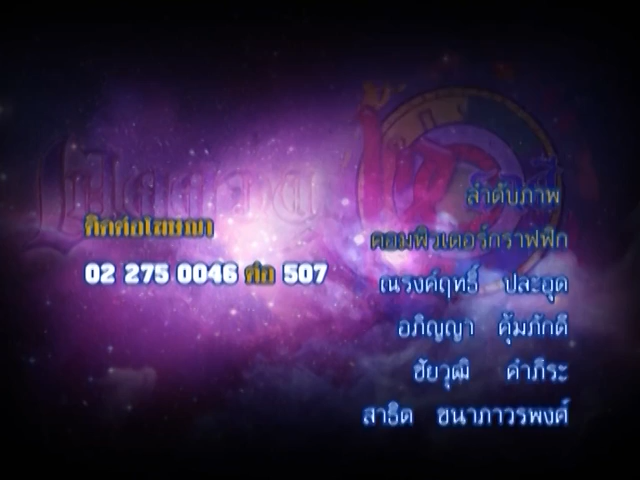 ลำดับภาพ
ติดต่อโฆษณา
คอมพิวเตอร์กราฟฟิก
02 275 0046 ต่อ 507
ณรงค์ฤทธิ์ ปละอุด
อภิญญา คุ้มภักดี
ชัยวุฒิ คำภีระ
สาธิต ชนาภาวรพงศ์